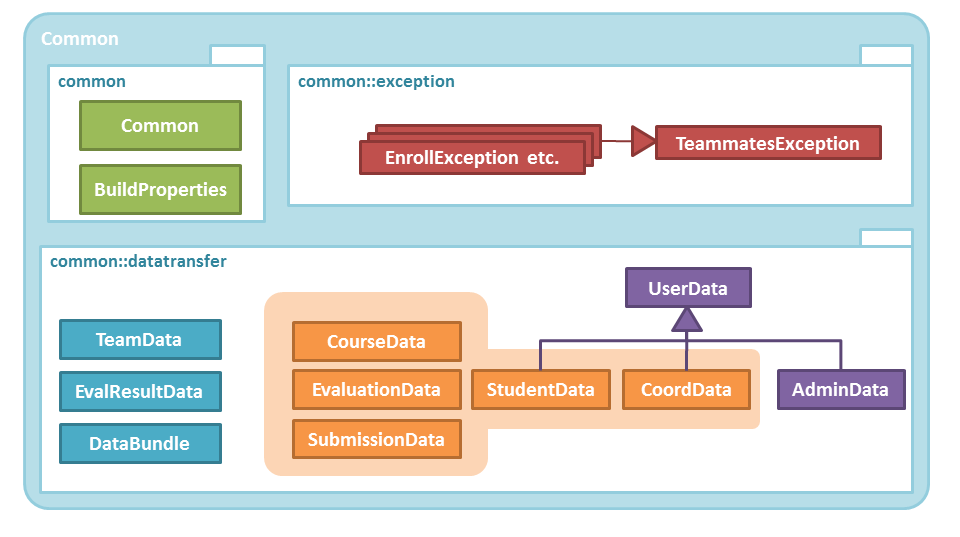 Common
common
Common
BuildProperties
common::exception
EnrollException etc.
TeammatesException
common::datatransfer
UserData
TeamData
CourseData
EvalResultData
EvaluationData
StudentData
CoordData
AdminData
DataBundle
SubmissionData